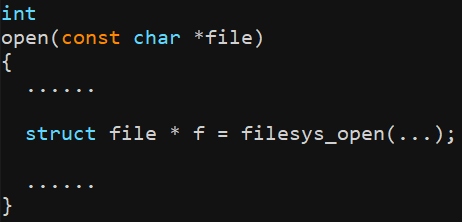 int
open(const char *file)
{
......
struct file * f = filesys_open(...);
......
}